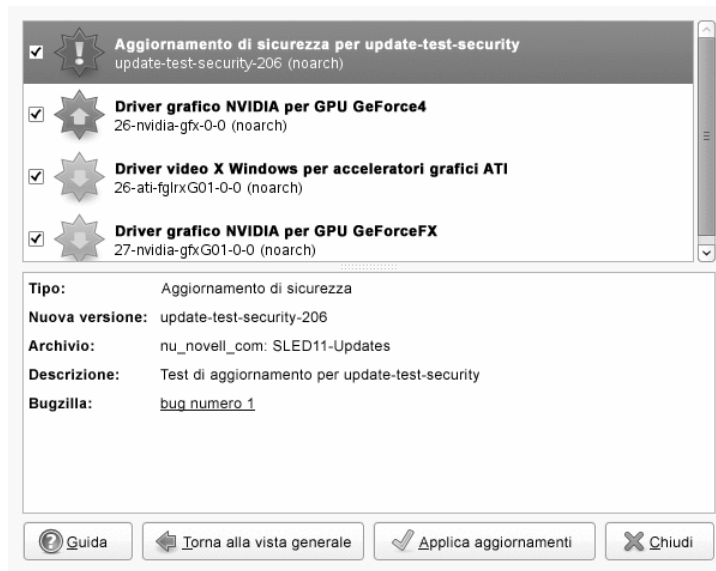 Aggiornamento di sicurezza per update-test-security
update-test-security-206 (noarch)
Driver grafico NVIDIA per GPU GeForce4
26-nvidia-gfx-0-0 (noarch)
Driver video X Windows per acceleratori grafici ATI
26-ati-fglrxG01-0-0 (noarch)
Driver grafico NVIDIA per GPU GeForceFX
27-nvidia-gfxG01-0-0 (noarch)
Tipo: Aggiornamento di sicurezza
Nuova versione: update-test-security-206
Archivio: nu_novell_com: SLED11-Updates
Descrizione: Test di aggiornamento per update-test-security
Bugzilla: bug numero 1
Guida Torna alla vista generale Applica aggiornamenti Chiudi